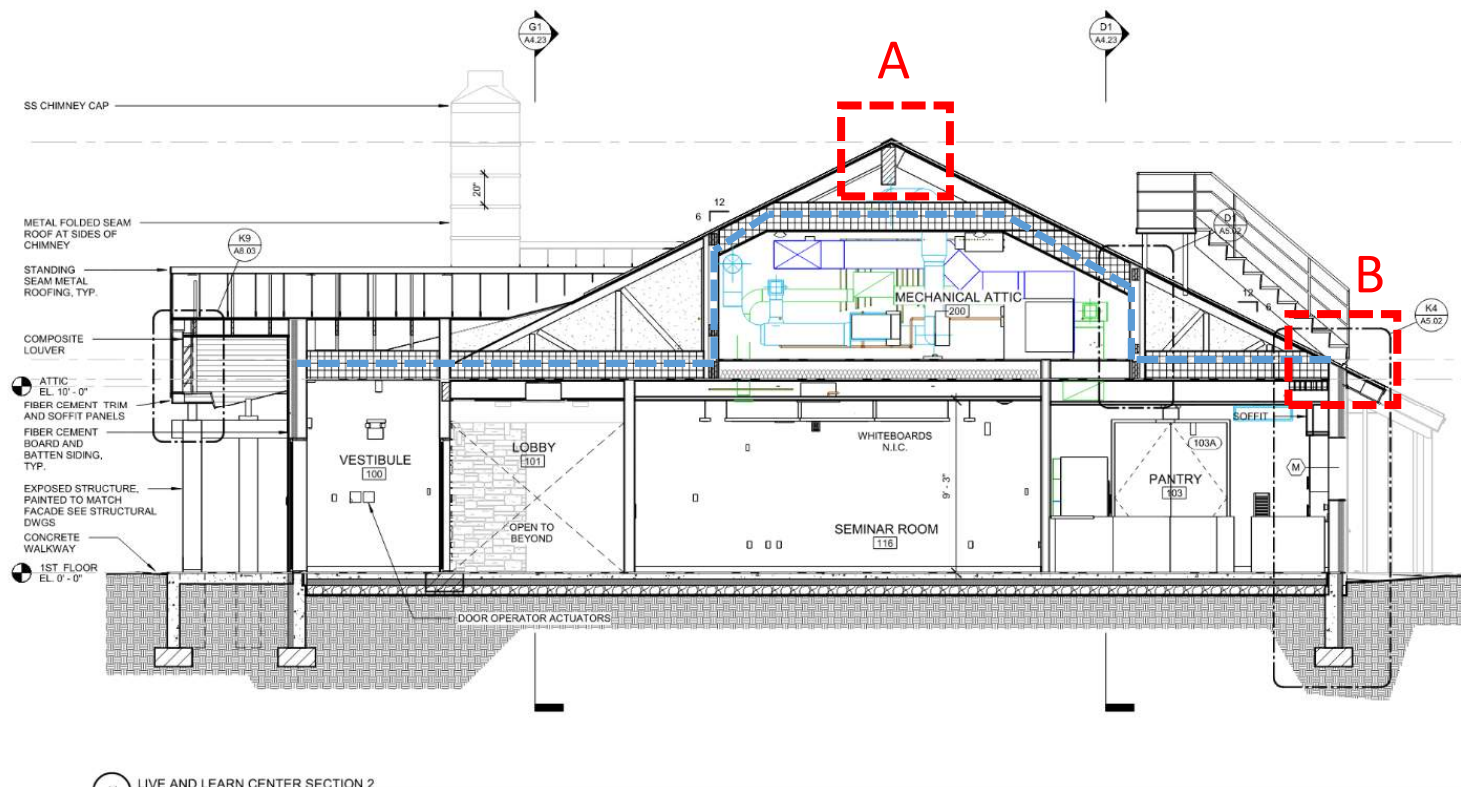 G1
A4.23
D1
A4.23
A
SS CHIMNEY CAP
20"
12
6
METAL FOLDED SEAM
ROOF AT SIDES OF
CHIMNEY
K9
A6.03
D1
A5.02
STANDING
SEAM METAL
ROOFING, TYP.
B
MECHANICAL ATTIC
200
12
6
K4
A5.02
COMPOSITE
LOUVER
ATTIC
EL. 10' - 0"
FIBER CEMENT TRIM
AND SOFFIT PANELS
FIBER CEMENT
BOARD AND
BATTEN SIDING,
TYP.
SOFFIT
WHITEBOARDS
N.I.C.
103A
LOBBY
101
VESTIBULE
100
M
PANTRY
103
9' - 3"
EXPOSED STRUCTURE,
PAINTED TO MATCH
FACADE SEE STRUCTURAL
DWGS
OPEN TO
BEYOND
SEMINAR ROOM
116
CONCRETE
WALKWAY
1ST FLOOR
EL. 0' - 0"
DOOR OPERATOR ACTUATORS
LIVE AND LEARN CENTER SECTION 2